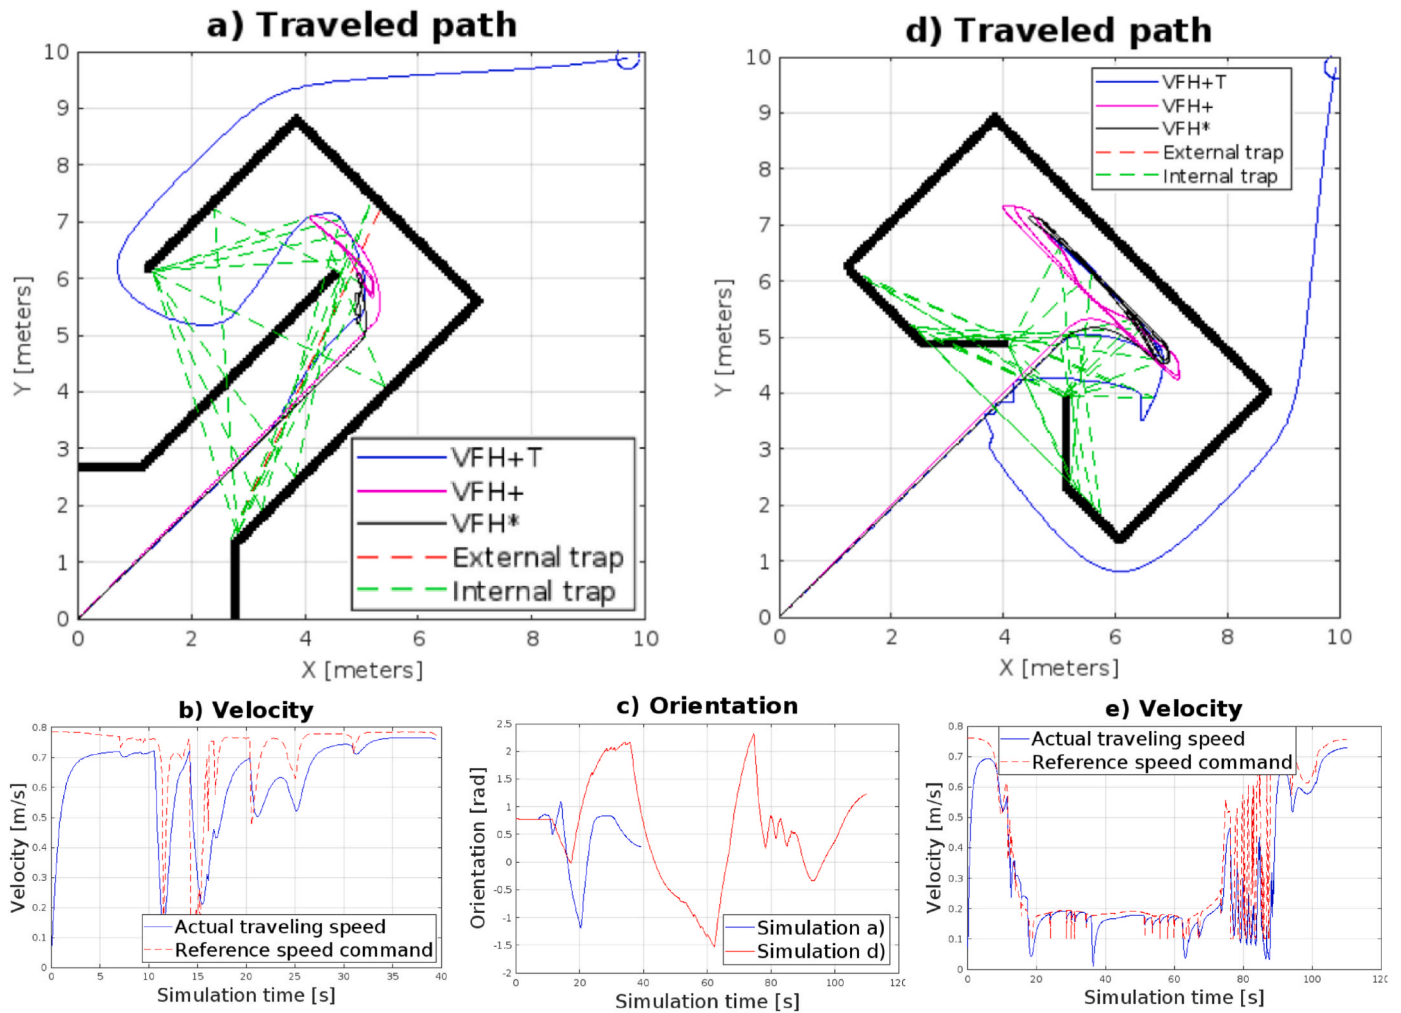 a) Traveled path
10
9
8
7
6
5
4
3
2
1
0
Y [meters]
0 2 4 6 8 10
X [meters]
VFH+T
VFH+
VFH*
External trap
Internal trap
d) Traveled path
10
9
8
7
6
5
4
3
2
1
0
Y [meters]
0 2 4 6 8 10
X [meters]
VFH+T
VFH+
VFH*
External trap
Internal trap
b) Velocity
0.8
0.7
0.6
0.5
0.4
0.3
0.2
0.1
0
Velocity [m/s]
0 5 10 15 20 25 30 35 40
Simulation time [s]
Actual traveling speed
Reference speed command
c) Orientation
2.5
2
1.5
1
0.5
0
-0.5
-1
-1.5
-2
Orientation [rad]
0 20 40 60 80 100 120
Simulation time [s]
Simulation a)
Simulation d)
e) Velocity
0.8
0.7
0.6
0.5
0.4
0.3
0.2
0.1
0
Velocity [m/s]
0 20 40 60 80 100 120
Simulation time [s]
Actual traveling speed
Reference speed command